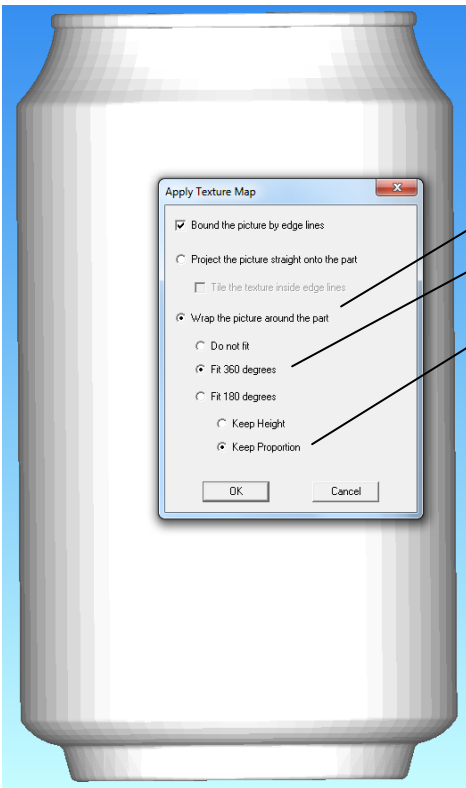 Apply Texture Map
Bound the picture by edge lines
Project the picture straight onto the part
Tile the texture inside edge lines
Wrap the picture around the part
Do not fit
Fit 360 degrees
Fit 180 degrees
Keep Height
Keep Proportion
OK Cancel